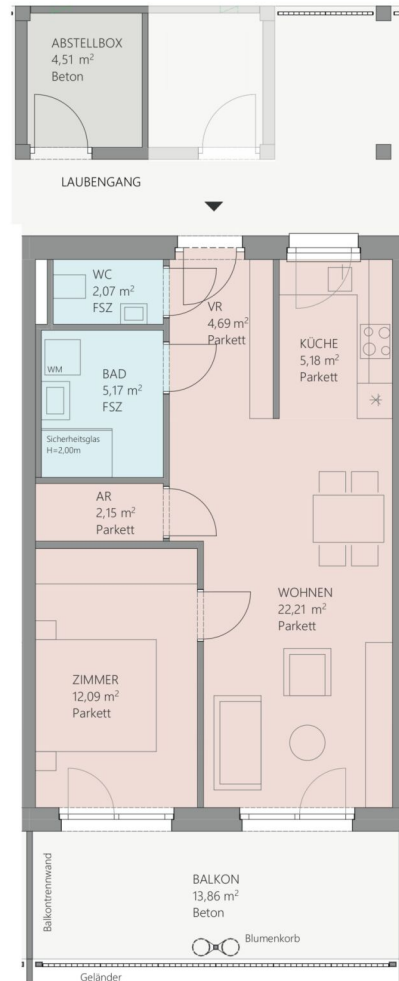 ABSTELLBOX
4,51 m²
Beton
LAUBENGANG
WC
2,07 m²
FSZ
VR
4,69 m²
Parkett
KÜCHE
5,18 m²
Parkett
WM
BAD
5,17 m²
FSZ
Sicherheitsglas
H=2,00m
AR
2,15 m²
Parkett
WOHNEN
22,21 m²
Parkett
ZIMMER
12,09 m²
Parkett
Balkontrennwand
BALKON
13,86 m²
Beton
Blumenkorb
Geländer